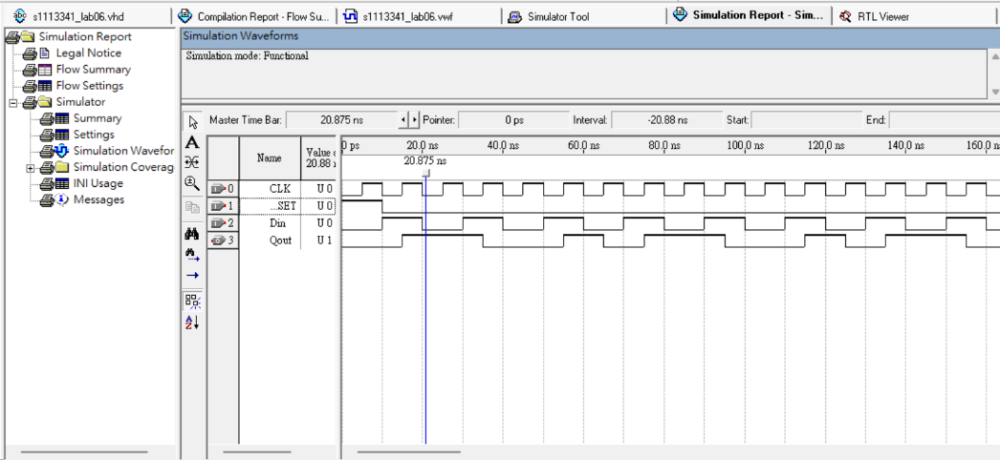 s1113341_lab06.vhd
Compilation Report - Flow Su...
s1113341_lab06.vwf
Simulator Tool
Simulation Report - Sim...
RTL Viewer
Simulation Report
Legal Notice
Flow Summary
Flow Settings
Simulator
Summary
Settings
Simulation Wavefor
Simulation Coverag
INI Usage
Messages
Simulation Waveforms
Simulation mode: Functional
Master Time Bar: 20.875 ns Pointer: 0 ps Interval: -20.88 ns Start: End:
Name
Value
20.88
0 ps 20.0 ns 40.0 ns 60.0 ns 80.0 ns 100.0 ns 120.0 ns 140.0 ns 160.0 n
20.875 ns
0 CLK U 0
1 ...SET U 0
2 Din U 0
3 Qout U 1